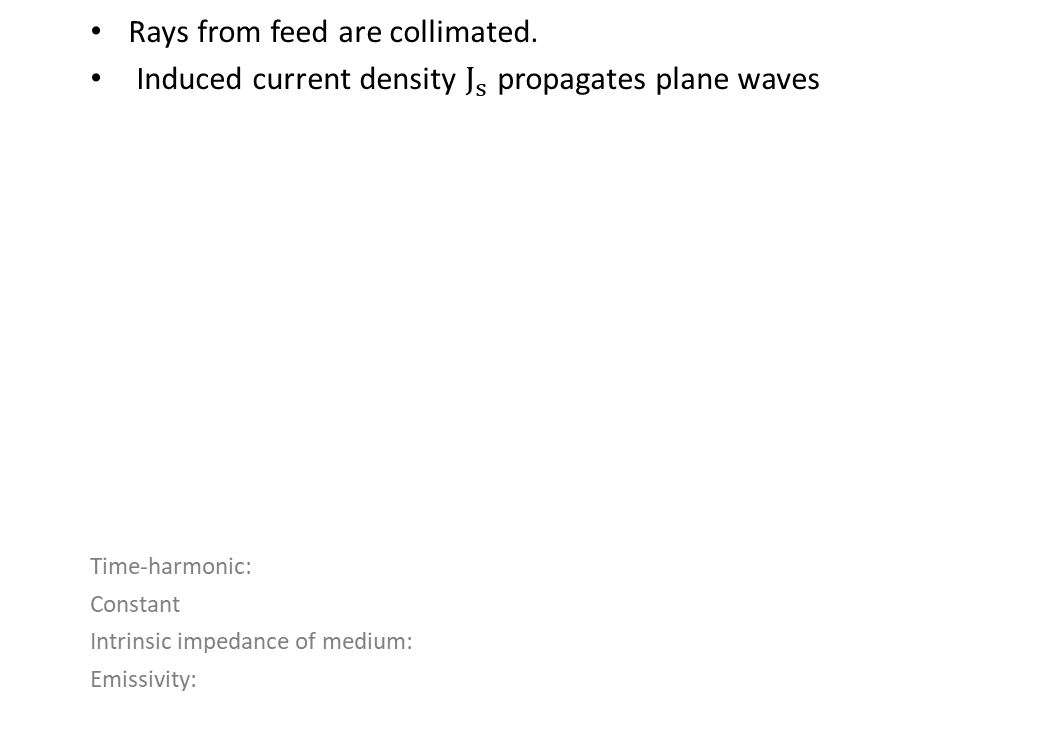 • Rays from feed are collimated.
• Induced current density Jₛ propagates plane waves
Time-harmonic:
Constant
Intrinsic impedance of medium:
Emissivity: